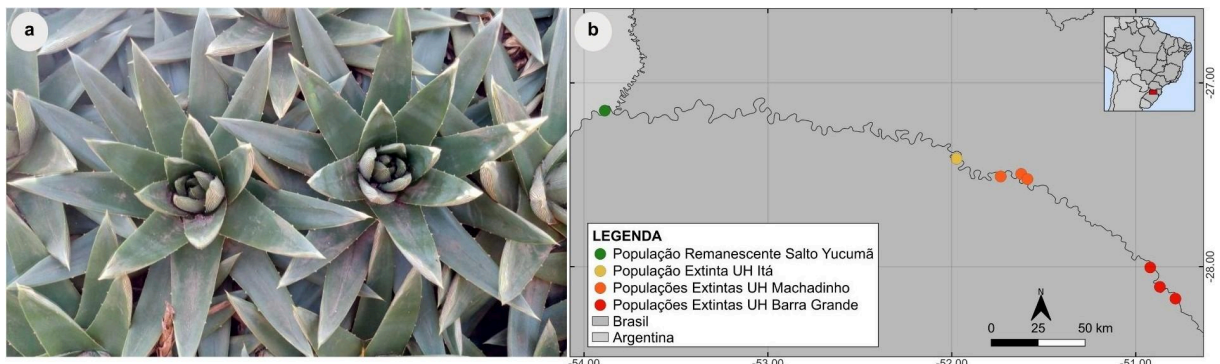 a
b
-27.00
LEGENDA
População Remanescente Salto Yucumã
População Extinta UH Itá
Populações Extintas UH Machadinho
Populações Extintas UH Barra Grande
Brasil
Argentina
N
0 25 50 km
-28.00
-54.00 -53.00 -52.00 -51.00